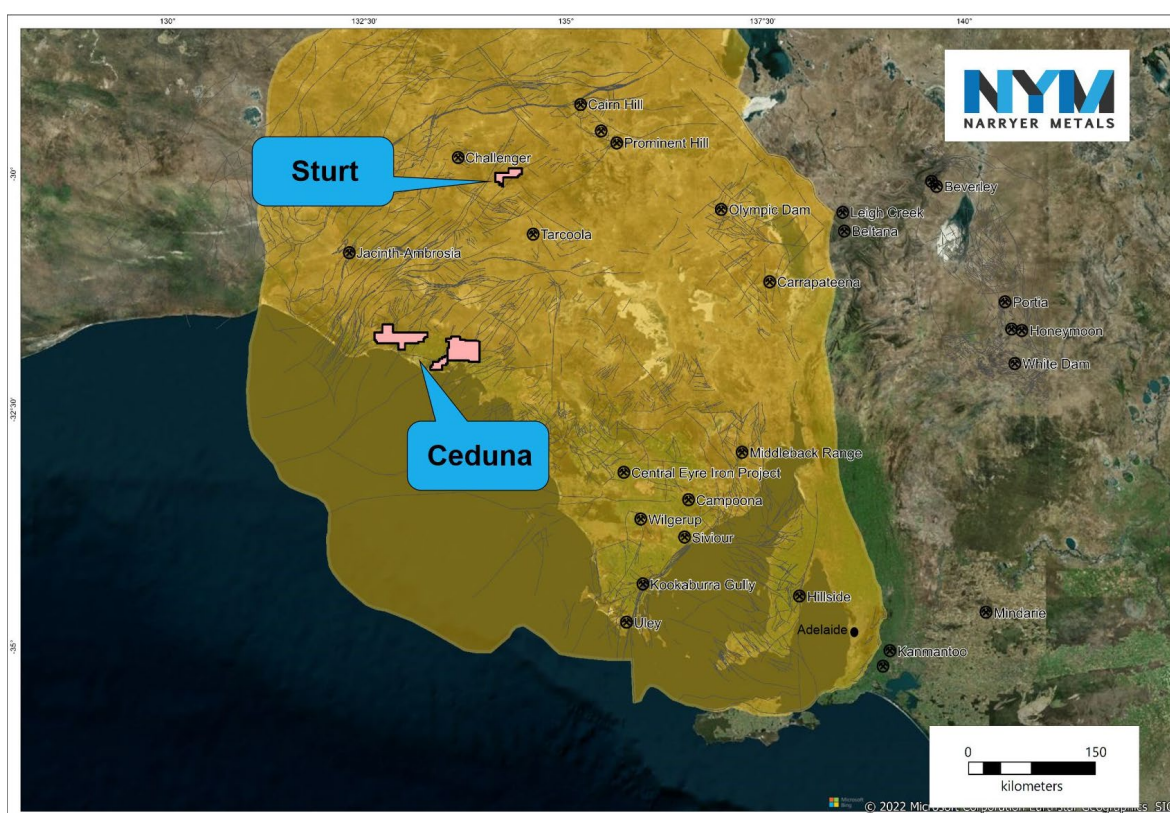 130°
132°30'
135°
137°30'
140°
NYM
NARRYER METALS
Cairn Hill
Prominent Hill
Challenger
Sturt
-30°
Beverley
Olympic Dam
Leigh Creek
Beltana
Tarcoola
Jacinth-Ambrosia
Carrapateena
Portia
Honeymoon
White Dam
-32°30'
Ceduna
Middleback Range
Central Eyre Iron Project
Campoona
Wilgerup
Siviour
Kookaburra Gully
Hillside
Mindarie
Uley
Adelaide
-35°
Kanmantoo
0 150
kilometers
Microsoft
Bing
© 2022 Microsoft Corporation Earthstar Geographics SIO